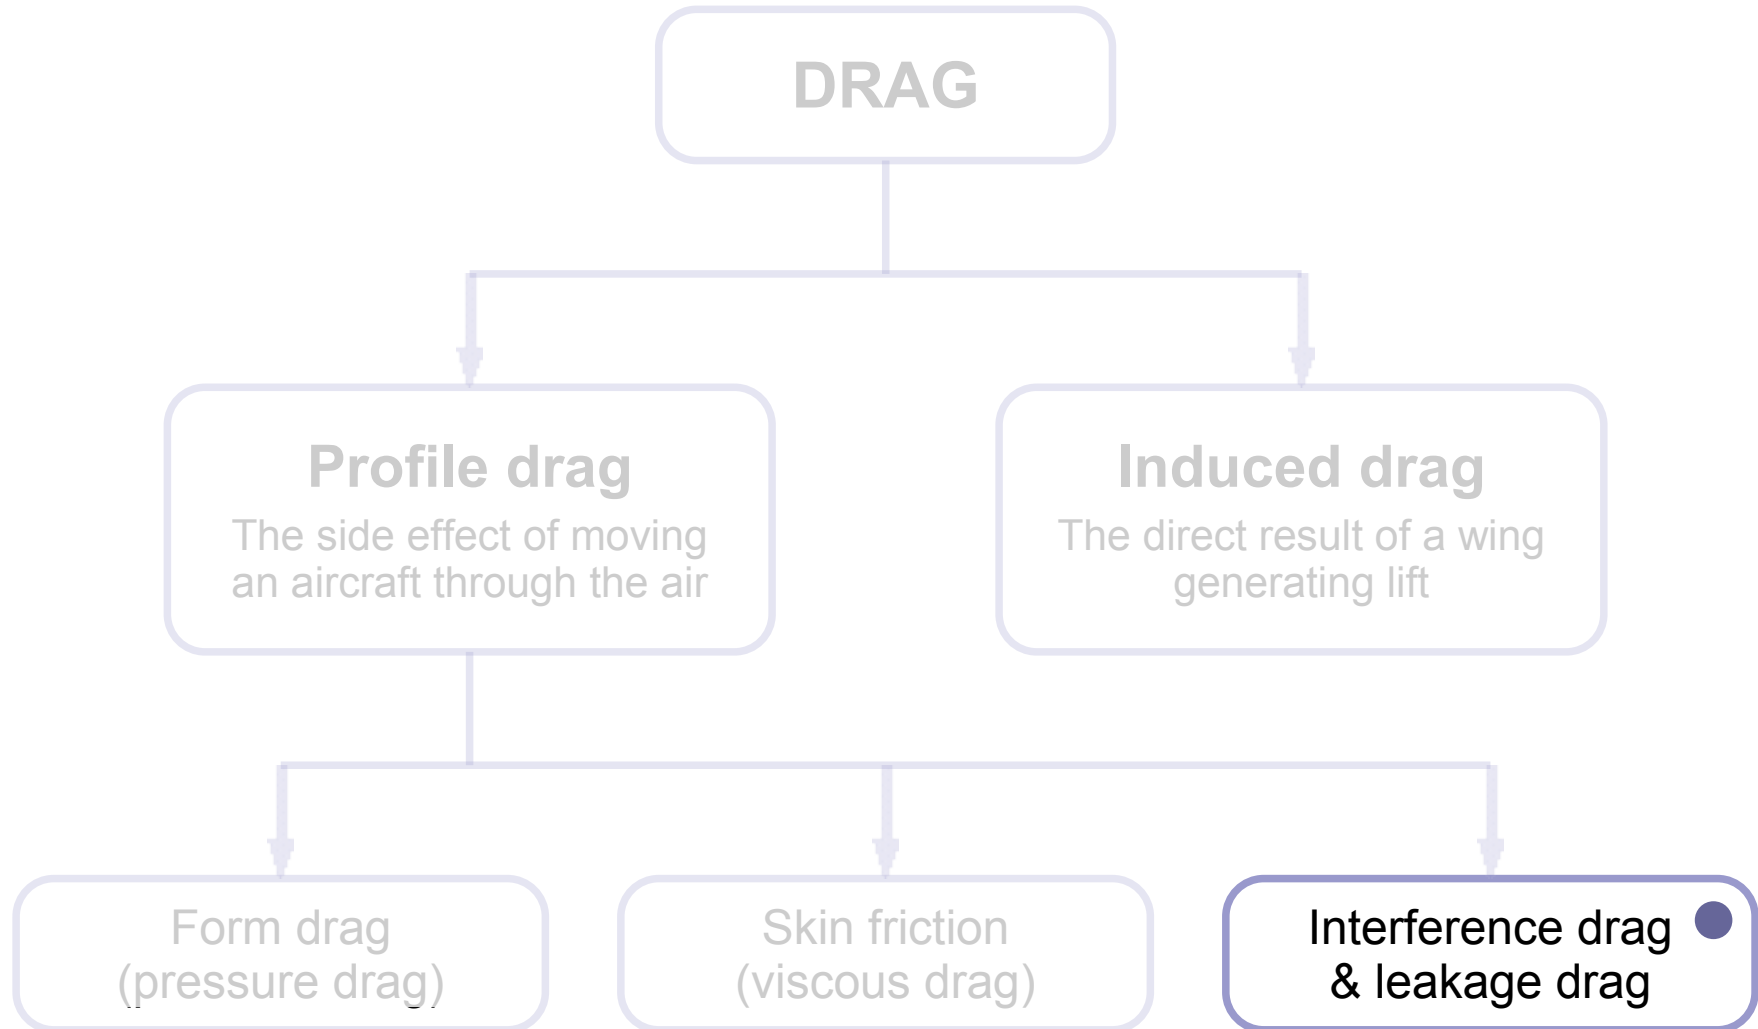 DRAG
Profile drag
The side effect of moving
an aircraft through the air
Induced drag
The direct result of a wing
generating lift
Form drag
(pressure drag)
Skin friction
(viscous drag)
Interference drag
& leakage drag